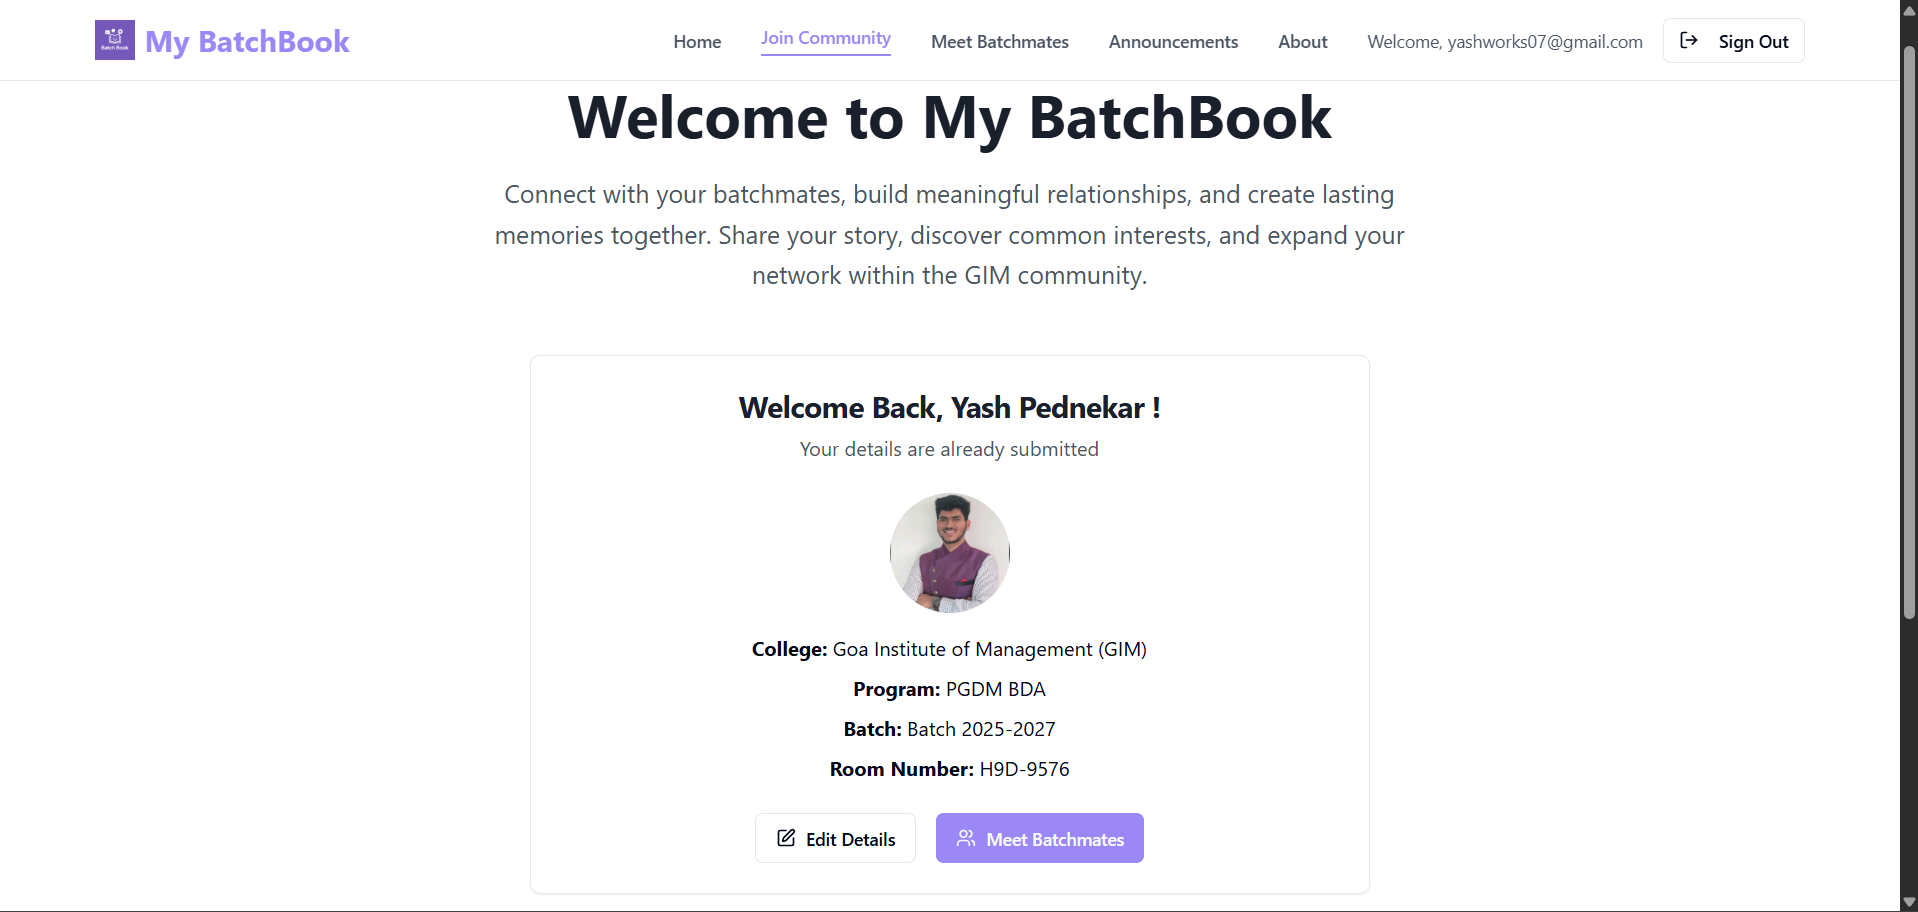 Batch Book
My BatchBook
Home
Join Community
Meet Batchmates
Announcements
About
Welcome, yashworks07@gmail.com
Sign Out
Welcome to My BatchBook
Connect with your batchmates, build meaningful relationships, and create lasting
memories together. Share your story, discover common interests, and expand your
network within the GIM community.
Welcome Back, Yash Pednekar !
Your details are already submitted
College: Goa Institute of Management (GIM)
Program: PGDM BDA
Batch: Batch 2025-2027
Room Number: H9D-9576
Edit Details
Meet Batchmates